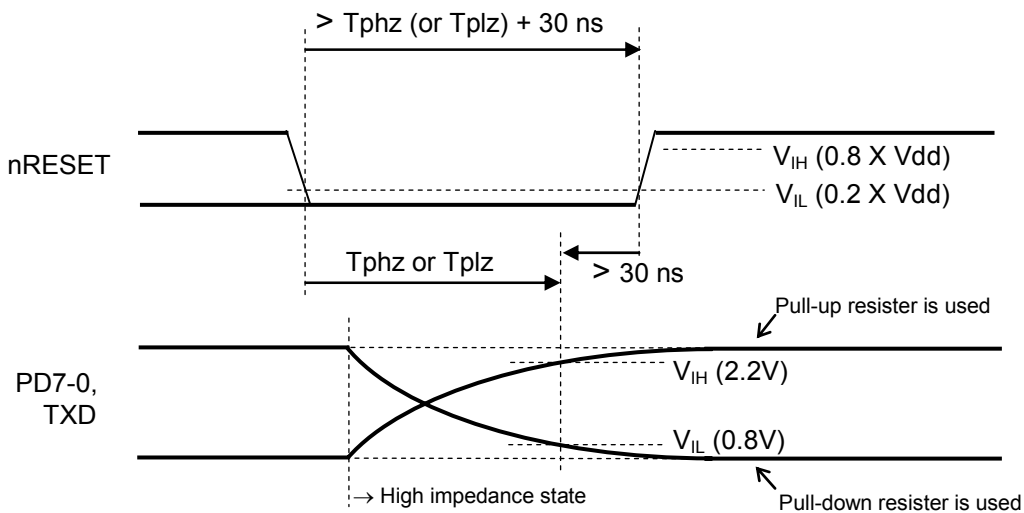 > Tphz (or Tplz) + 30 ns
nRESET
VIH (0.8 X Vdd)
VIL (0.2 X Vdd)
Tphz or Tplz
> 30 ns
Pull-up resister is used
PD7-0,
TXD
VIH (2.2V)
VIL (0.8V)
→ High impedance state
Pull-down resister is used